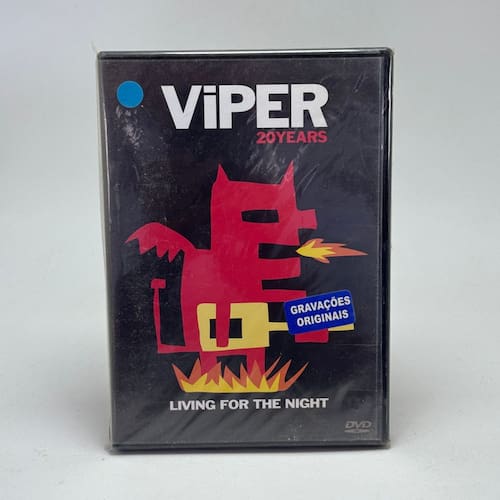 ViPER
20YEARS
GRAVAÇÕES
ORIGINAIS
LIVING FOR THE NIGHT
DVD